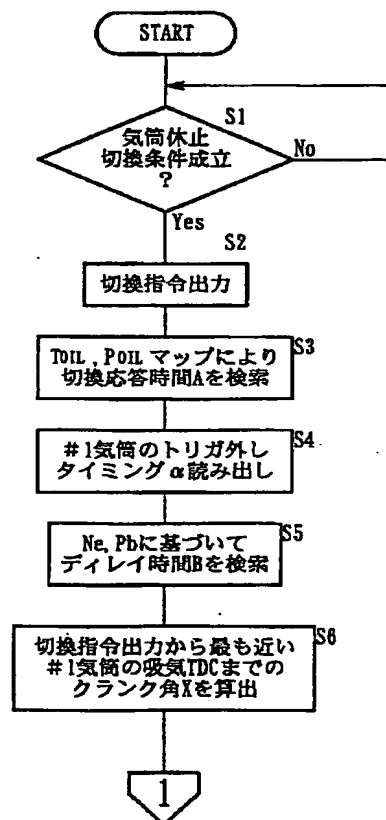 START
S1
気筒休止
切換条件成立
?
No
Yes
S2
切換指令出力
S3
TOIL , POIL マップにより
切換応答時間Aを検索
S4
#1気筒のトリガ外し
タイミングα読み出し
S5
Ne, Pbに基づいて
ディレイ時間Bを検索
S6
切換指令出力から最も近い
#1気筒の吸気TDCまでの
クランク角Xを算出
1